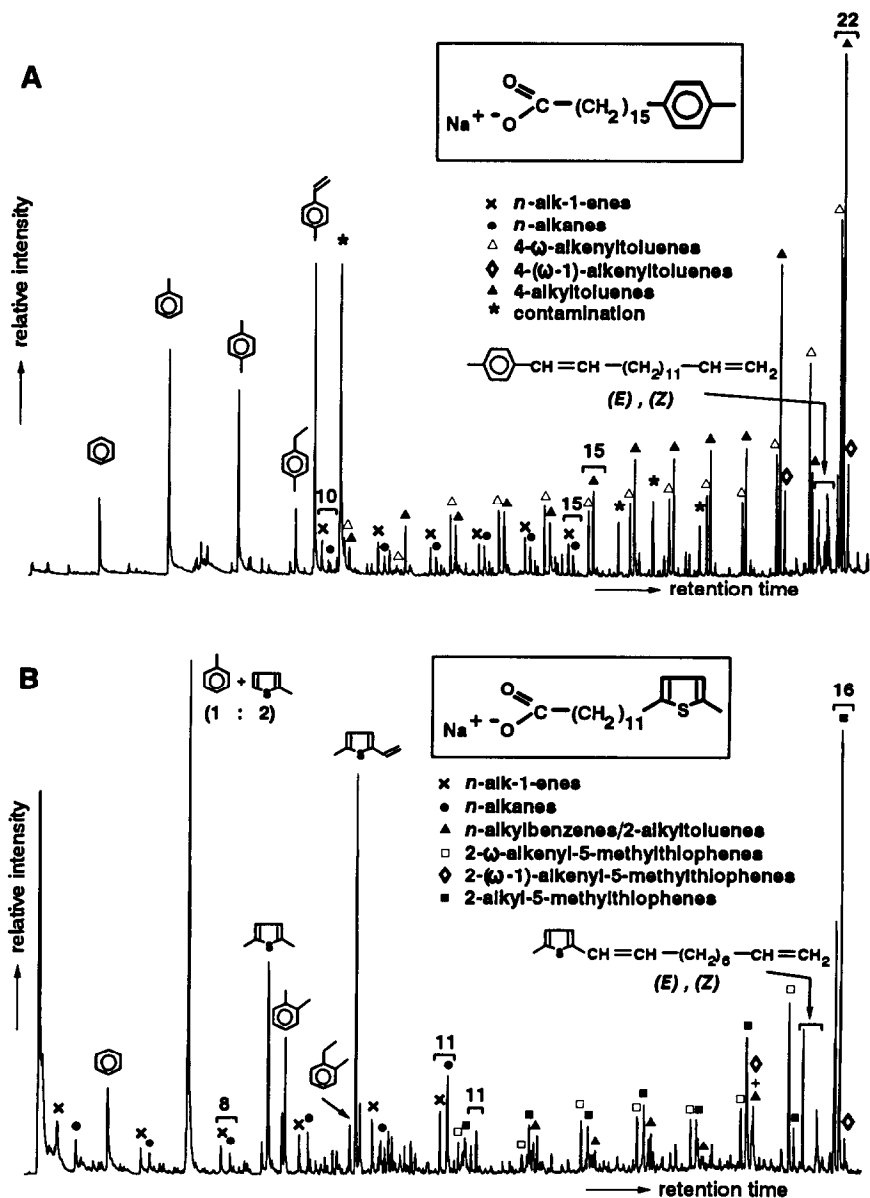 A
22
O
C—(CH2)15
Na+ -O
relative intensity
× n-alk-1-enes
• n-alkanes
△ 4-ω-alkenyltoluenes
◇ 4-(ω-1)-alkenyltoluenes
▲ 4-alkyltoluenes
* contamination
CH=CH—(CH2)11—CH=CH2
(E), (Z)
10
15
15
retention time
B
+
(1 : 2)
16
O
C—(CH2)11
S
Na+ -O
S
S
relative intensity
× n-alk-1-enes
• n-alkanes
▲ n-alkylbenzenes/2-alkyltoluenes
□ 2-ω-alkenyl-5-methylthiophenes
◇ 2-(ω-1)-alkenyl-5-methylthiophenes
■ 2-alkyl-5-methylthiophenes
S
CH=CH—(CH2)6—CH=CH2
(E), (Z)
S
8
11
11
+
retention time